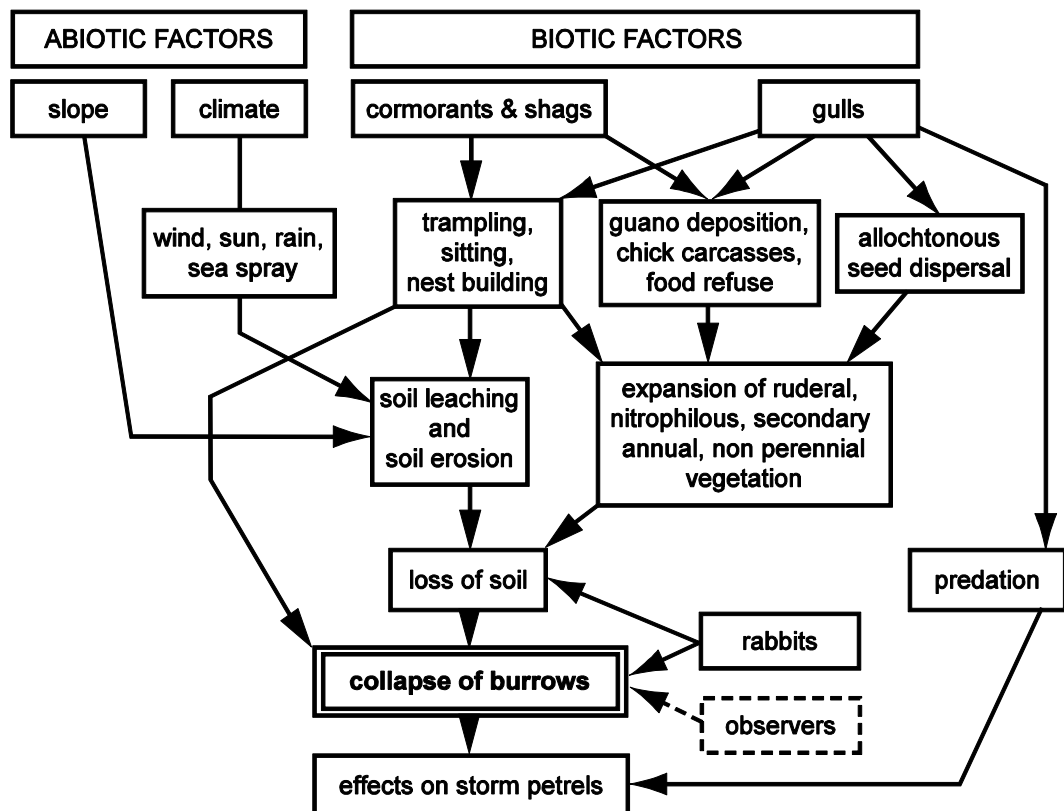 ABIOTIC FACTORS
BIOTIC FACTORS
slope
climate
cormorants & shags
gulls
wind, sun, rain,
sea spray
trampling,
sitting,
nest building
guano deposition,
chick carcasses,
food refuse
allochtonous
seed dispersal
soil leaching
and
soil erosion
expansion of ruderal,
nitrophilous, secondary
annual, non perennial
vegetation
loss of soil
predation
rabbits
collapse of burrows
observers
effects on storm petrels